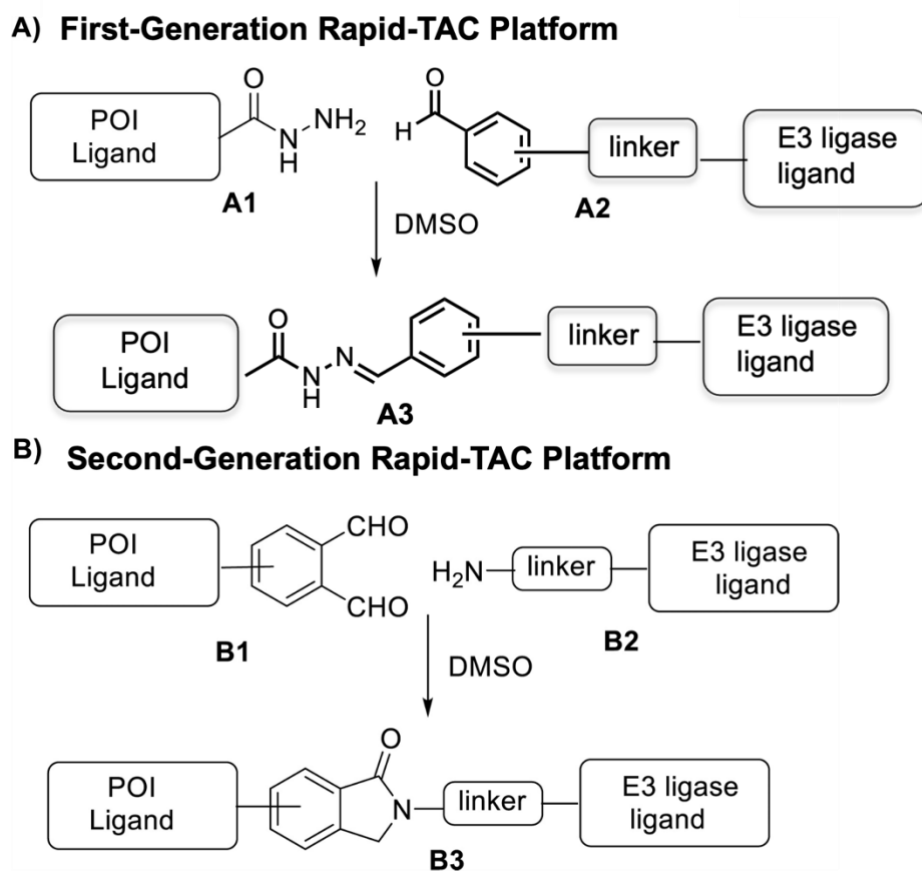 A) First-Generation Rapid-TAC Platform
POI
Ligand
O
N
H
NH2
A1
O
H
linker
E3 ligase
ligand
A2
DMSO
POI
Ligand
O
N
H
N
linker
E3 ligase
ligand
A3
B) Second-Generation Rapid-TAC Platform
POI
Ligand
CHO
CHO
B1
H2N
linker
E3 ligase
ligand
B2
DMSO
POI
Ligand
O
N
linker
E3 ligase
ligand
B3